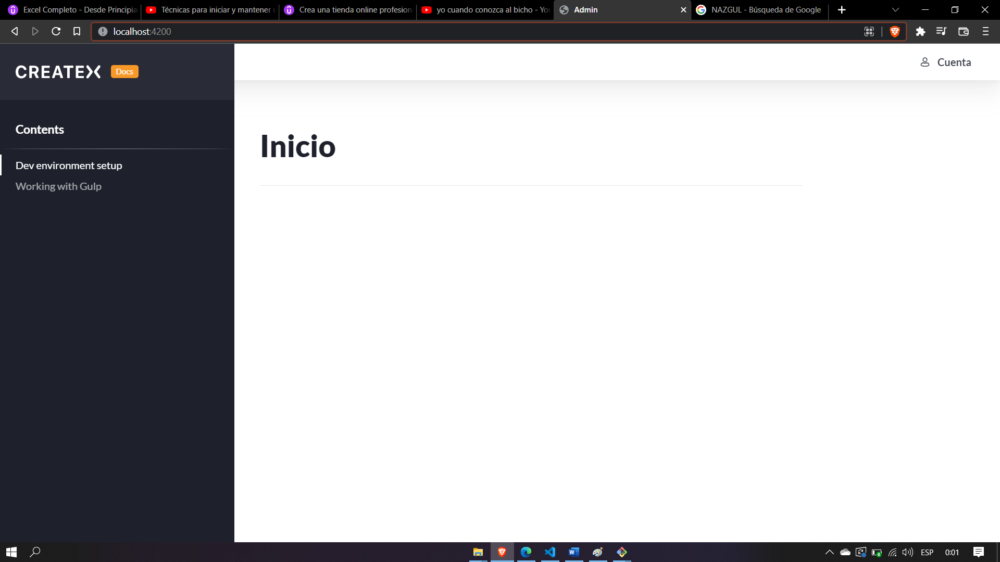 Excel Completo - Desde Principia
Técnicas para iniciar y mantener u
Crea una tienda online profesion
yo cuando conozca al bicho - You
Admin
NAZGUL - Búsqueda de Google
localhost:4200
CREATEX Docs
Cuenta
Contents
Dev environment setup
Working with Gulp
Inicio
ESP
0:01